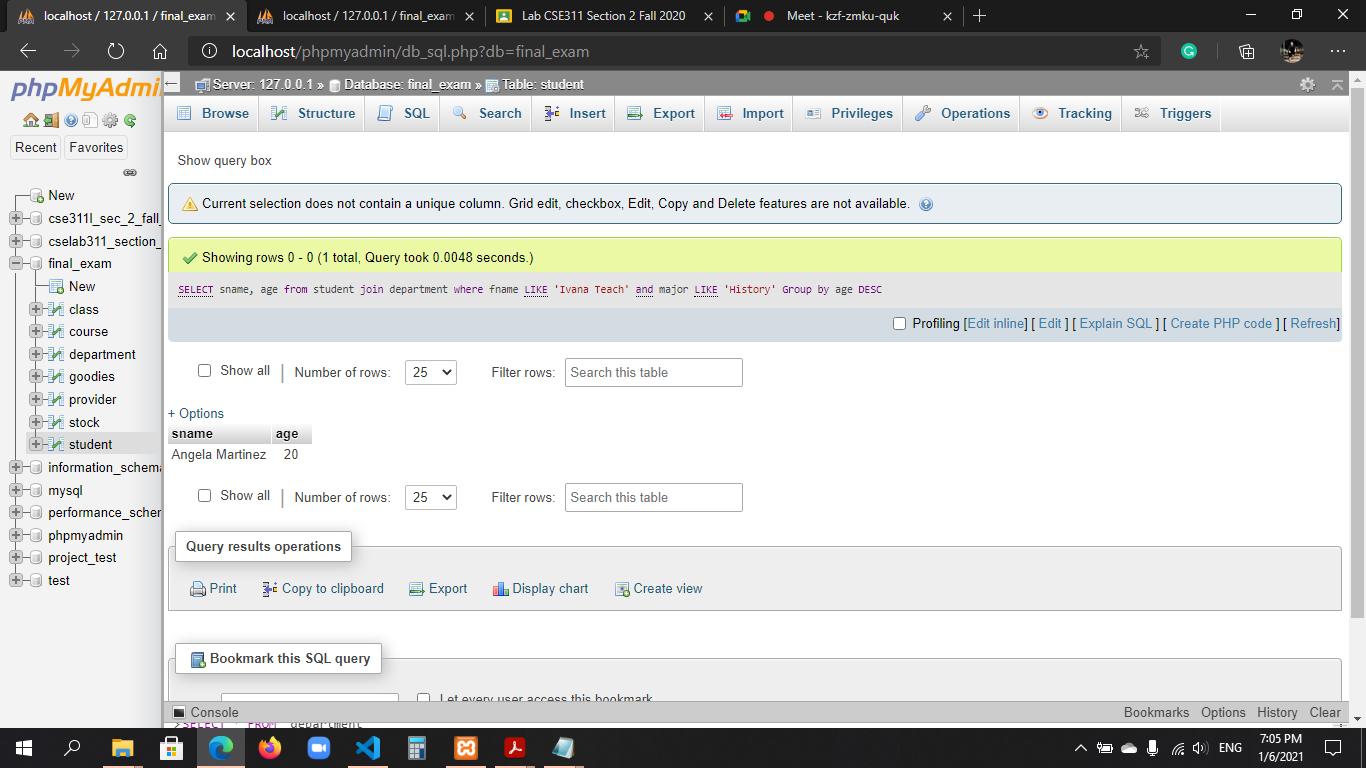 localhost / 127.0.0.1 / final_exam
localhost / 127.0.0.1 / final_exam
Lab CSE311 Section 2 Fall 2020
Meet - kzf-zmku-quk
localhost/phpmyadmin/db_sql.php?db=final_exam
phpMyAdmin
Server: 127.0.0.1 » Database: final_exam » Table: student
Browse Structure SQL Search Insert Export Import Privileges Operations Tracking Triggers
Recent Favorites
New
cse311l_sec_2_fall_
cselab311_section_
final_exam
New
class
course
department
goodies
provider
stock
student
information_schema
mysql
performance_schem
phpmyadmin
project_test
test
Show query box
Current selection does not contain a unique column. Grid edit, checkbox, Edit, Copy and Delete features are not available.
Showing rows 0 - 0 (1 total, Query took 0.0048 seconds.)
SELECT sname, age from student join department where fname LIKE 'Ivana Teach' and major LIKE 'History' Group by age DESC
Profiling [Edit inline] [ Edit ] [ Explain SQL ] [ Create PHP code ] [ Refresh]
Show all | Number of rows: 25 Filter rows: Search this table
+ Options
sname age
Angela Martinez 20
Show all | Number of rows: 25 Filter rows: Search this table
Query results operations
Print Copy to clipboard Export Display chart Create view
Bookmark this SQL query
Let every user access this bookmark
Console Bookmarks Options History Clear
>SELECT * FROM `department`
ENG
7:05 PM
1/6/2021